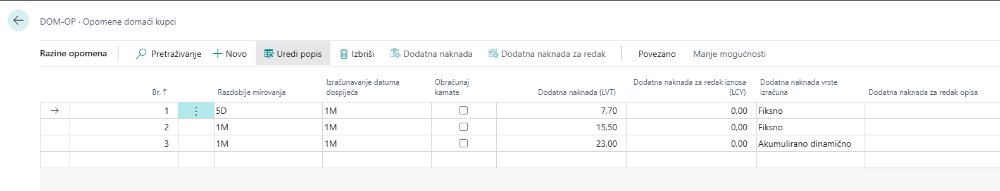 DOM-OP · Opomene domaći kupci
Razine opomena Pretraživanje Novo Uredi popis Izbriši Dodatna naknada Dodatna naknada za redak Povezano Manje mogućnosti
Br. ↑ Razdoblje mirovanja Izračunavanje datuma dospijeća Obračunaj kamate Dodatna naknada (LVT) Dodatna naknada za redak iznosa (LCY) Dodatna naknada vrste izračuna Dodatna naknada za redak opisa
1 5D 1M 7,70 0,00 Fiksno
2 1M 1M 15,50 0,00 Fiksno
3 1M 1M 23,00 0,00 Akumulirano dinamično